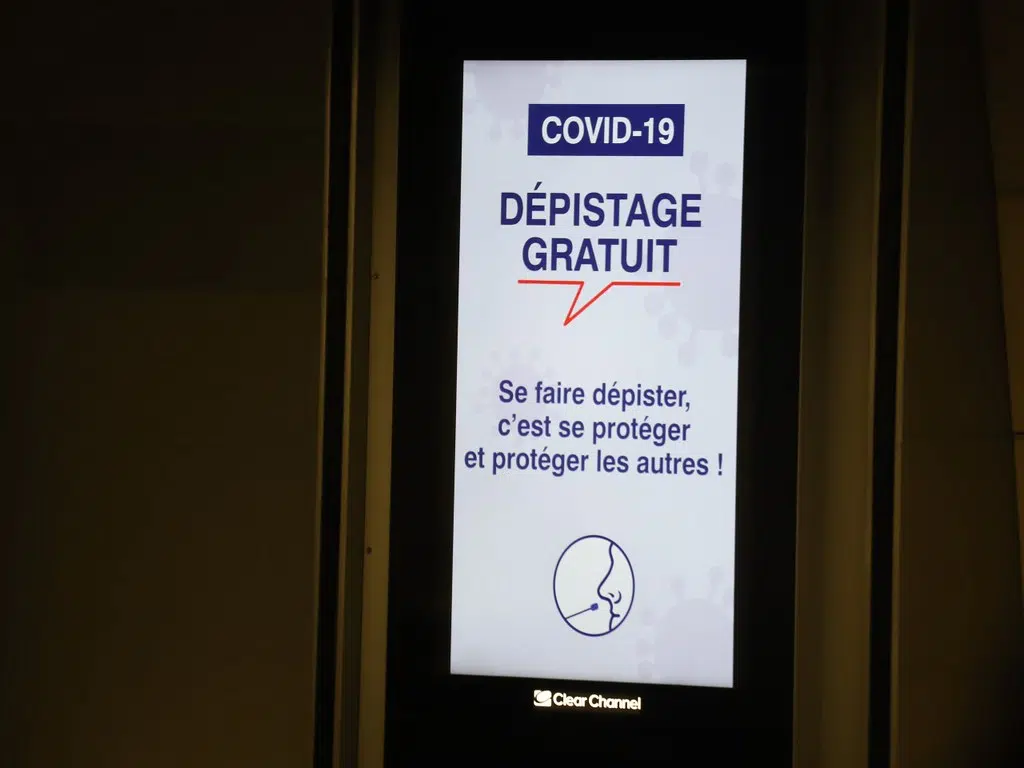 COVID-19
DÉPISTAGE
GRATUIT
Se faire dépister,
c'est se protéger
et protéger les autres !
Clear Channel